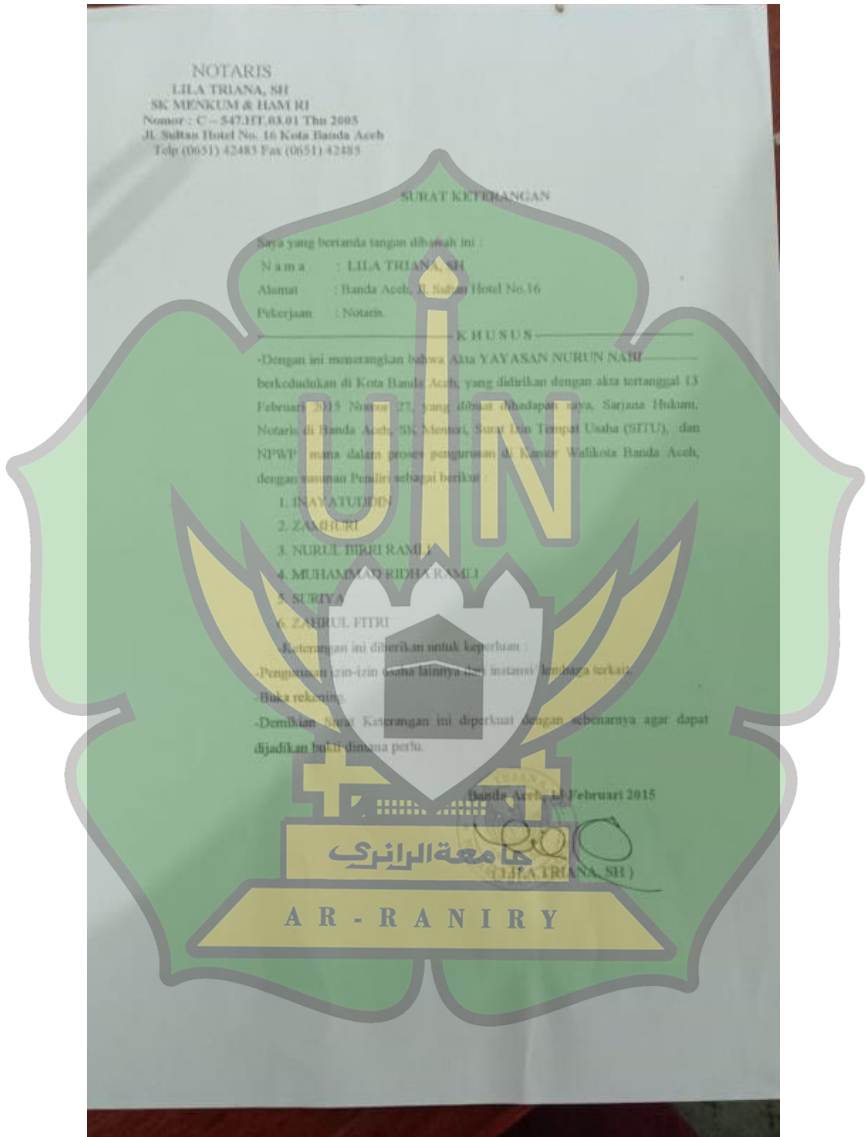 NOTARIS
LILA TRIANA, SH
SK MENKUM & HAM RI
Nomor : C – 547.HT.03.01 Thn 2005
Jl. Sultan Hotel No. 16 Kota Banda Aceh
Telp (0651) 42485 Fax (0651) 42485
SURAT KETERANGAN
Saya yang bertanda tangan dibawah ini :
N a m a : LILA TRIANA, SH
Alamat : Banda Aceh, Jl. Sultan Hotel No.16
Pekerjaan : Notaris.
K H U S U S
-Dengan ini menerangkan bahwa Akta YAYASAN NURUN NABI
berkedudukan di Kota Banda Aceh, yang didirikan dengan akta tertanggal 13
Februari 2015 Nomor 27, yang dibuat dihadapan saya, Sarjana Hukum,
Notaris di Banda Aceh, SK Menteri, Surat Izin Tempat Usaha (SITU), dan
NPWP mana dalam proses pengurusan di Kantor Walikota Banda Aceh,
dengan susunan Pendiri sebagai berikut :
1. INAYATUDDIN
2. ZAMHURI
3. NURUL BIRRI RAMLI
4. MUHAMMAD RIDHA RAMLI
5. SURIYA
6. ZAHRUL FITRI
-Keterangan ini diberikan untuk keperluan :
-Pengurusan izin-izin usaha lainnya dari instansi/ lembaga terkait.
-Buka rekening.
-Demikian Surat Keterangan ini diperkuat dengan sebenarnya agar dapat
dijadikan bukti dimana perlu.
Banda Aceh, 13 Februari 2015
( LILA TRIANA, SH )
UIN
جامعة الرانري
AR-RANIRY